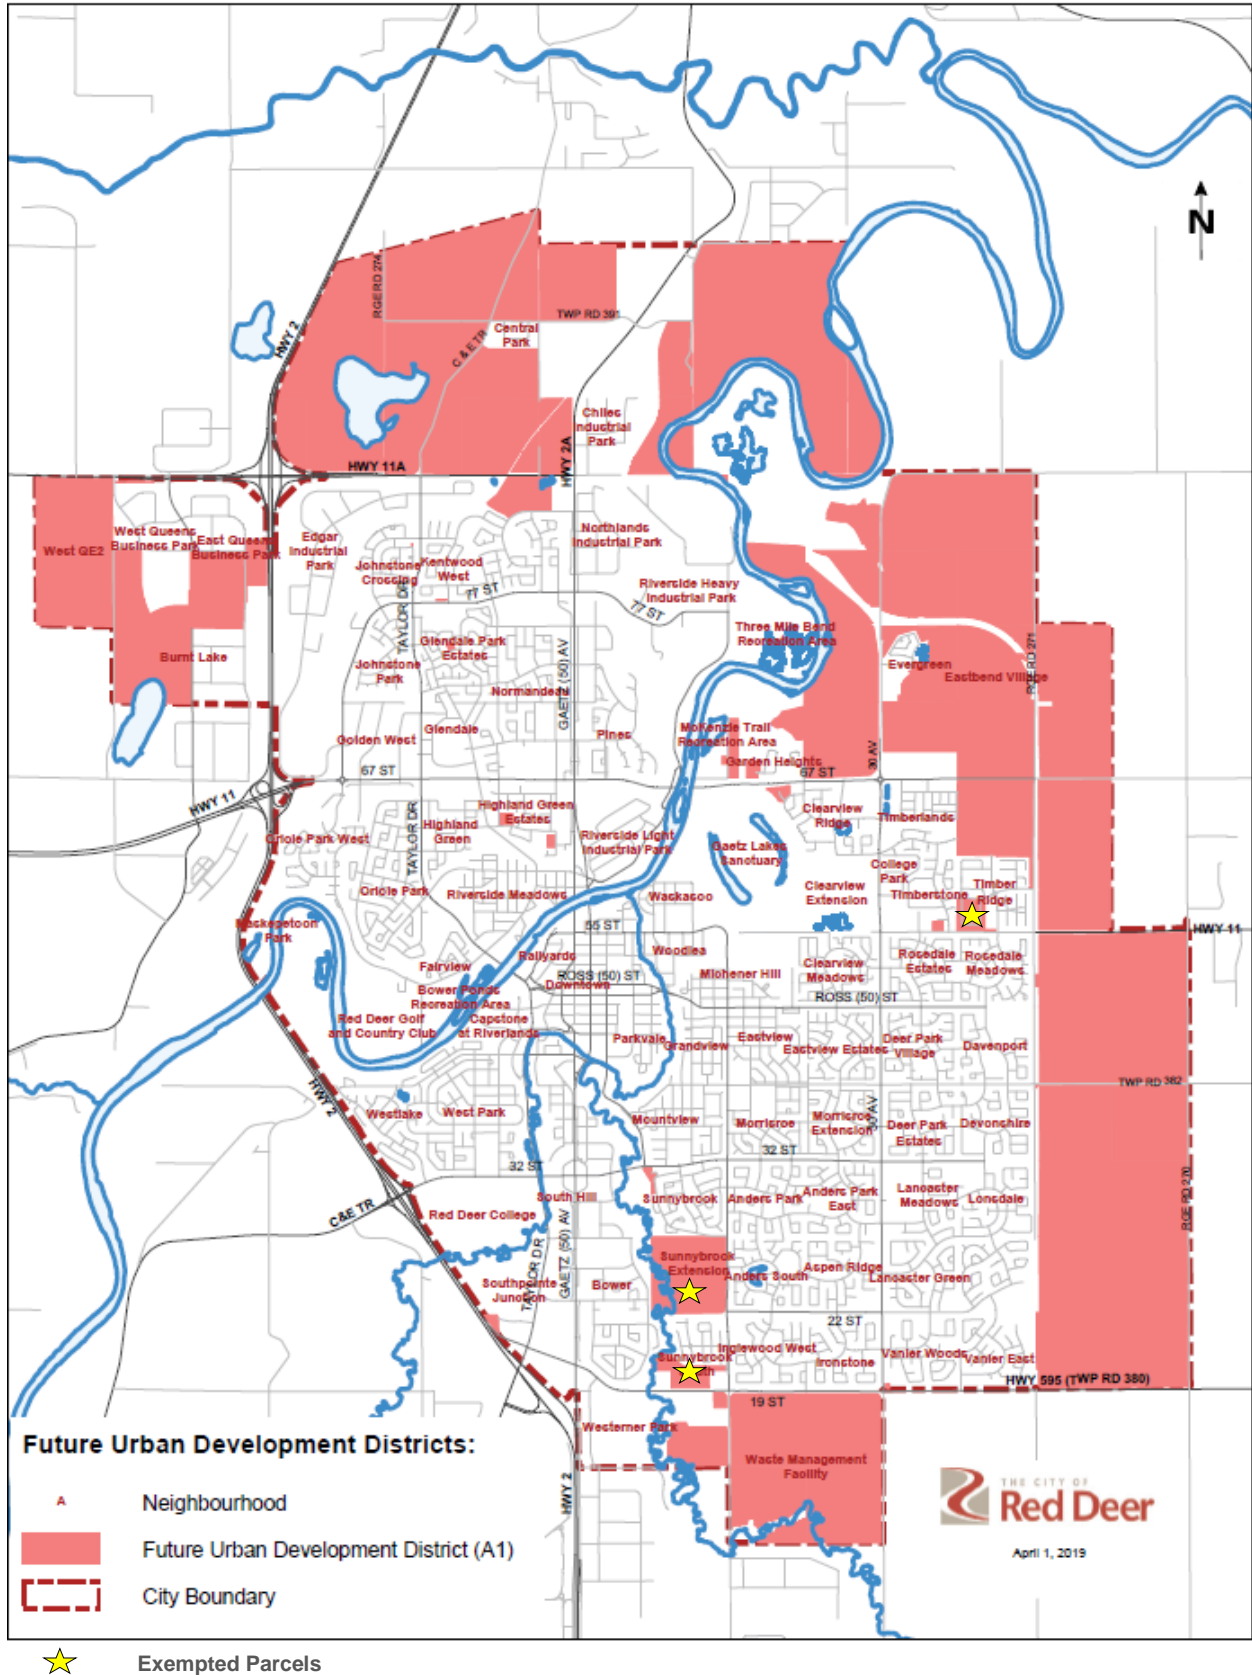 N
RGE RD 274
HWY 2
TWP RD 391
Central
Park
C & E TR
Chiles
Industrial
Park
HWY 2A
HWY 11A
West QE2
West Queens
Business Park
East Queens
Business Park
Edgar
Industrial
Park
Johnstone
Crossing
Kentwood
West
77 ST
Northlands
Industrial Park
Riverside Heavy
Industrial Park
77 ST
TAYLOR DR
Three Mile Bend
Recreation Area
Glendale Park
Estates
Burnt Lake
Johnstone
Park
Normandeau
GAETZ (50) AV
Evergreen
Eastbend Village
RGE RD 271
Golden West
Glendale
Pines
McKenzie Trail
Recreation Area
Garden Heights
30 AV
67 ST
67 ST
HWY 11
TAYLOR DR
Highland Green
Estates
Highland
Green
Oriole Park West
Riverside Light
Industrial Park
Clearview
Ridge
Timberlands
Gaetz Lakes
Sanctuary
College
Park
Oriole Park
Riverside Meadows
Waskasoo
Clearview
Extension
Timberstone
Timber
Ridge
Maskepetoon
Park
55 ST
HWY 11
Fairview
Railyards
Woodlea
Michener Hill
Clearview
Meadows
Rosedale
Estates
Rosedale
Meadows
Bower Ponds
Recreation Area
ROSS (50) ST
Downtown
ROSS (50) ST
Red Deer Golf
and Country Club
Capstone
at Riverlands
Parkvale
Grandview
Eastview
Eastview Estates
Deer Park
Village
Davenport
HWY 2
TWP RD 382
Westlake
West Park
Mountview
Morrisroe
Morrisroe
Extension
30 AV
Deer Park
Estates
Devonshire
32 ST
32 ST
C&E TR
Red Deer College
South Hill
Sunnybrook
Anders Park
Anders Park
East
Lancaster
Meadows
Lonsdale
RGE RD 270
GAETZ (50) AV
TAYLOR DR
Southpointe
Junction
Bower
Sunnybrook
Extension
Anders South
Aspen Ridge
Lancaster Green
22 ST
Sunnybrook
Inglewood West
Ironstone
Vanier Woods
Vanier East
HWY 595 (TWP RD 380)
19 ST
Westerner Park
Waste Management
Facility
HWY 2
Future Urban Development Districts:
A Neighbourhood
Future Urban Development District (A1)
City Boundary
THE CITY OF
Red Deer
April 1, 2019
Exempted Parcels